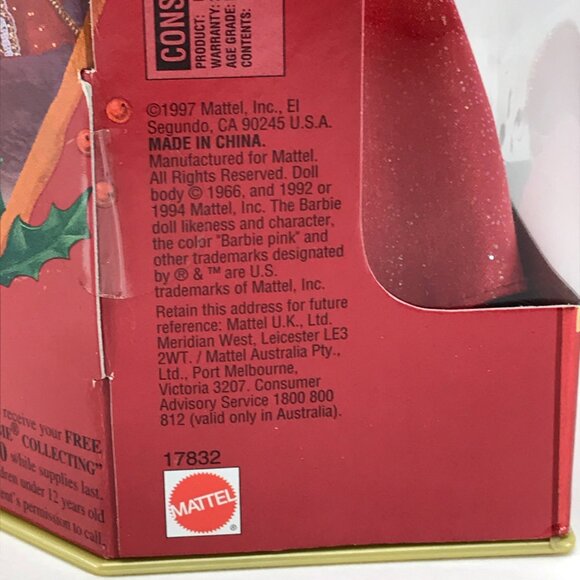 CONS
PRODUCT:
WARRANTY:
AGE GRADE:
CONTENTS:
©1997 Mattel, Inc., El
Segundo, CA 90245 U.S.A.
MADE IN CHINA.
Manufactured for Mattel.
All Rights Reserved. Doll
body © 1966, and 1992 or
1994 Mattel, Inc. The Barbie
doll likeness and character,
the color "Barbie pink" and
other trademarks designated
by ® & ™ are U.S.
trademarks of Mattel, Inc.
Retain this address for future
reference: Mattel U.K., Ltd.
Meridian West, Leicester LE3
2WT. / Mattel Australia Pty.,
Ltd., Port Melbourne,
Victoria 3207. Consumer
Advisory Service 1800 800
812 (valid only in Australia).
17832
MATTEL®
receive your FREE
® COLLECTING"
while supplies last.
under 12 years old
permission to call.